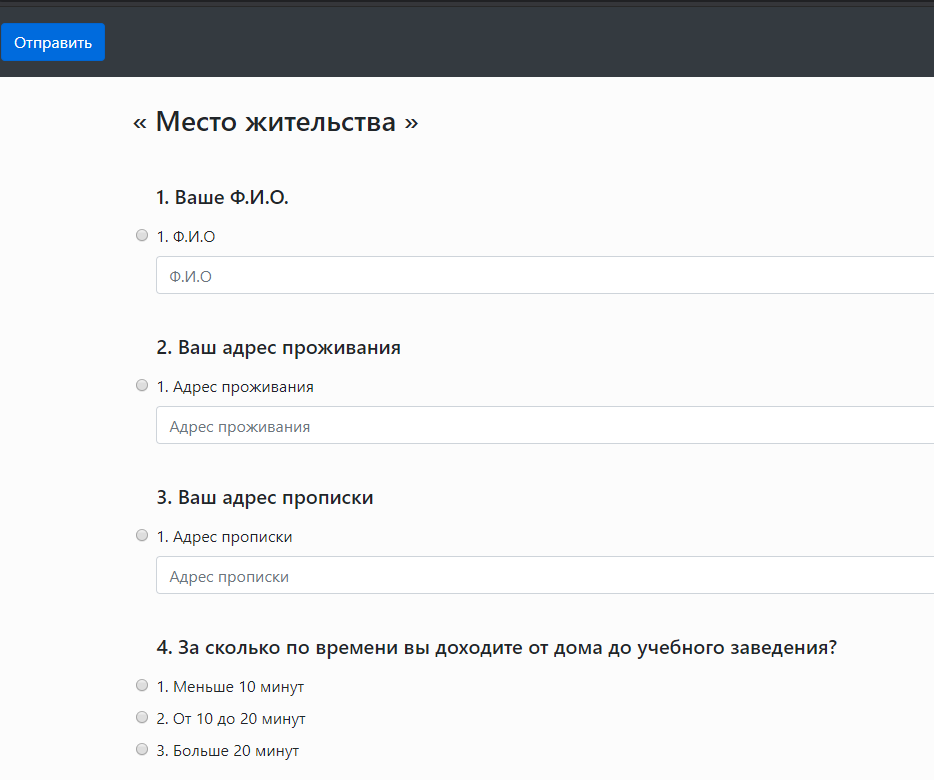 Отправить
« Место жительства »
1. Ваше Ф.И.О.
1. Ф.И.О
Ф.И.О
2. Ваш адрес проживания
1. Адрес проживания
Адрес проживания
3. Ваш адрес прописки
1. Адрес прописки
Адрес прописки
4. За сколько по времени вы доходите от дома до учебного заведения?
1. Меньше 10 минут
2. От 10 до 20 минут
3. Больше 20 минут